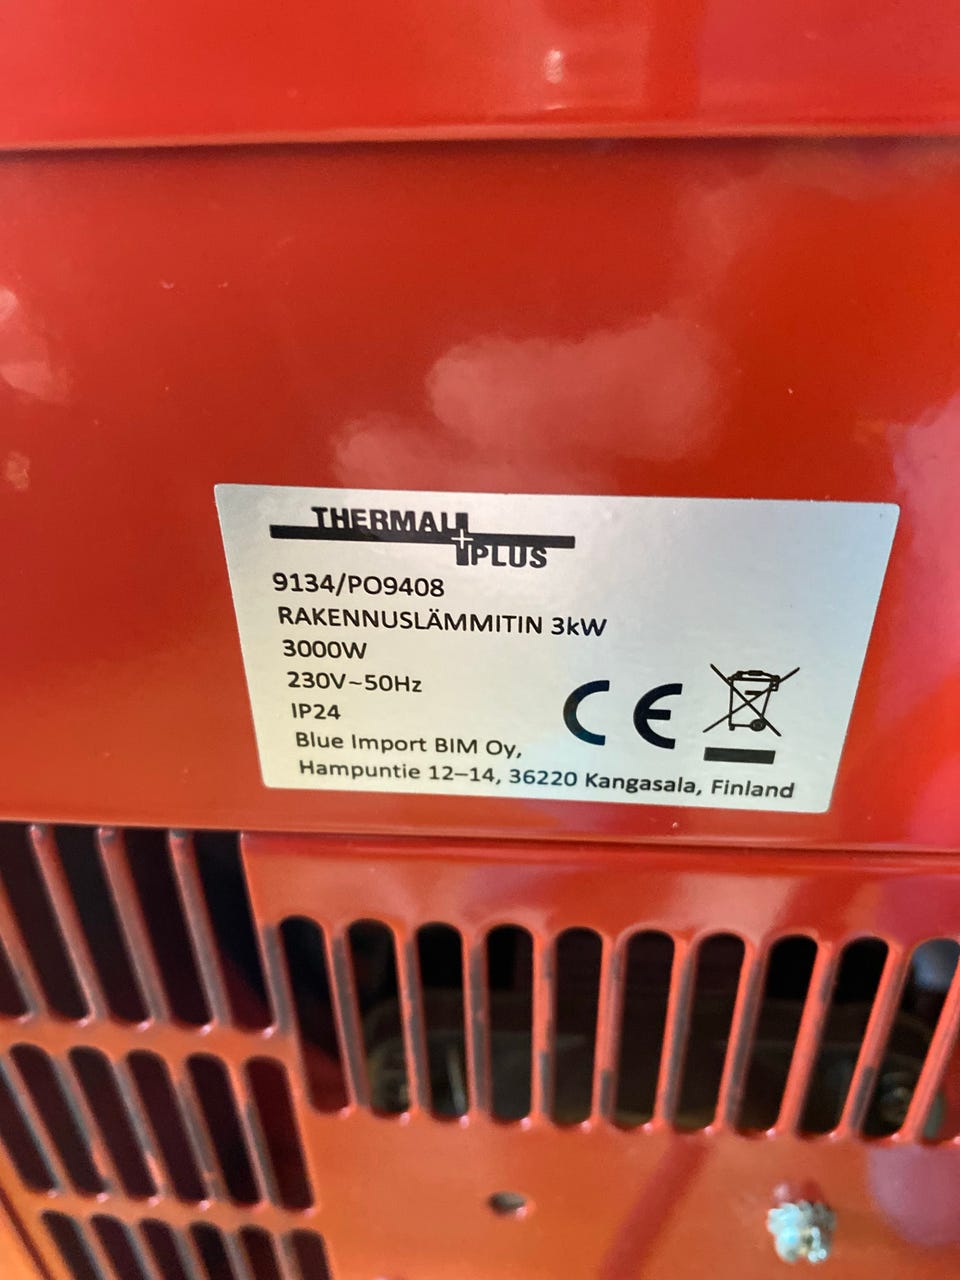 THERMAL
PLUS
9134/PO9408
RAKENNUSLÄMMITIN 3kW
3000W
230V~50Hz
IP24
CE
Blue Import BIM Oy,
Hampuntie 12–14, 36220 Kangasala, Finland